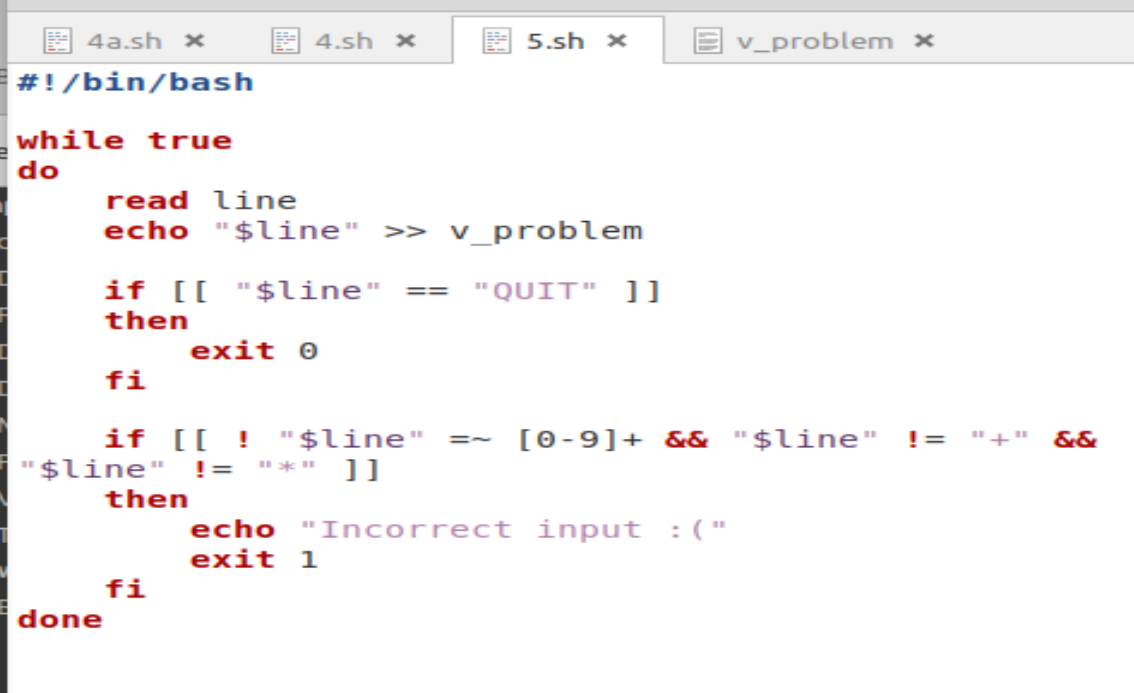 4a.sh × 4.sh × 5.sh × v_problem ×
#!/bin/bash

while true
do
    read line
    echo "$line" >> v_problem

    if [[ "$line" == "QUIT" ]]
    then
        exit 0
    fi

    if [[ ! "$line" =~ [0-9]+ && "$line" != "+" &&
"$line" != "*" ]]
    then
        echo "Incorrect input :("
        exit 1
    fi
done